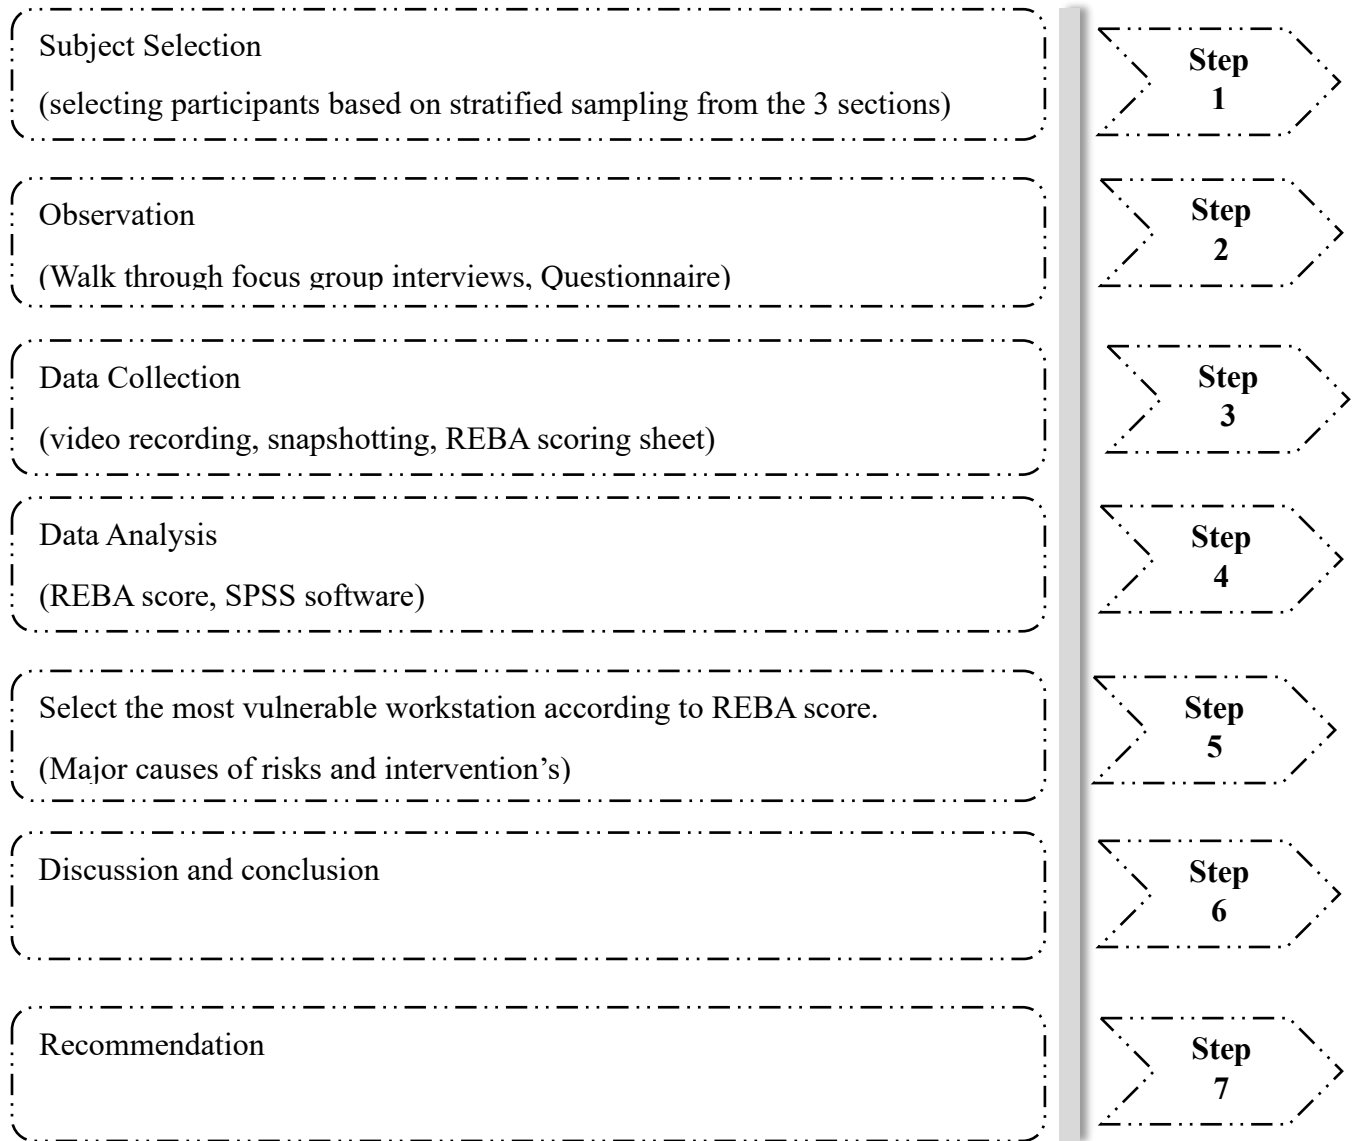 Subject Selection
(selecting participants based on stratified sampling from the 3 sections)
Step
1
Observation
(Walk through focus group interviews, Questionnaire)
Step
2
Data Collection
(video recording, snapshotting, REBA scoring sheet)
Step
3
Data Analysis
(REBA score, SPSS software)
Step
4
Select the most vulnerable workstation according to REBA score.
(Major causes of risks and intervention’s)
Step
5
Discussion and conclusion
Step
6
Recommendation
Step
7